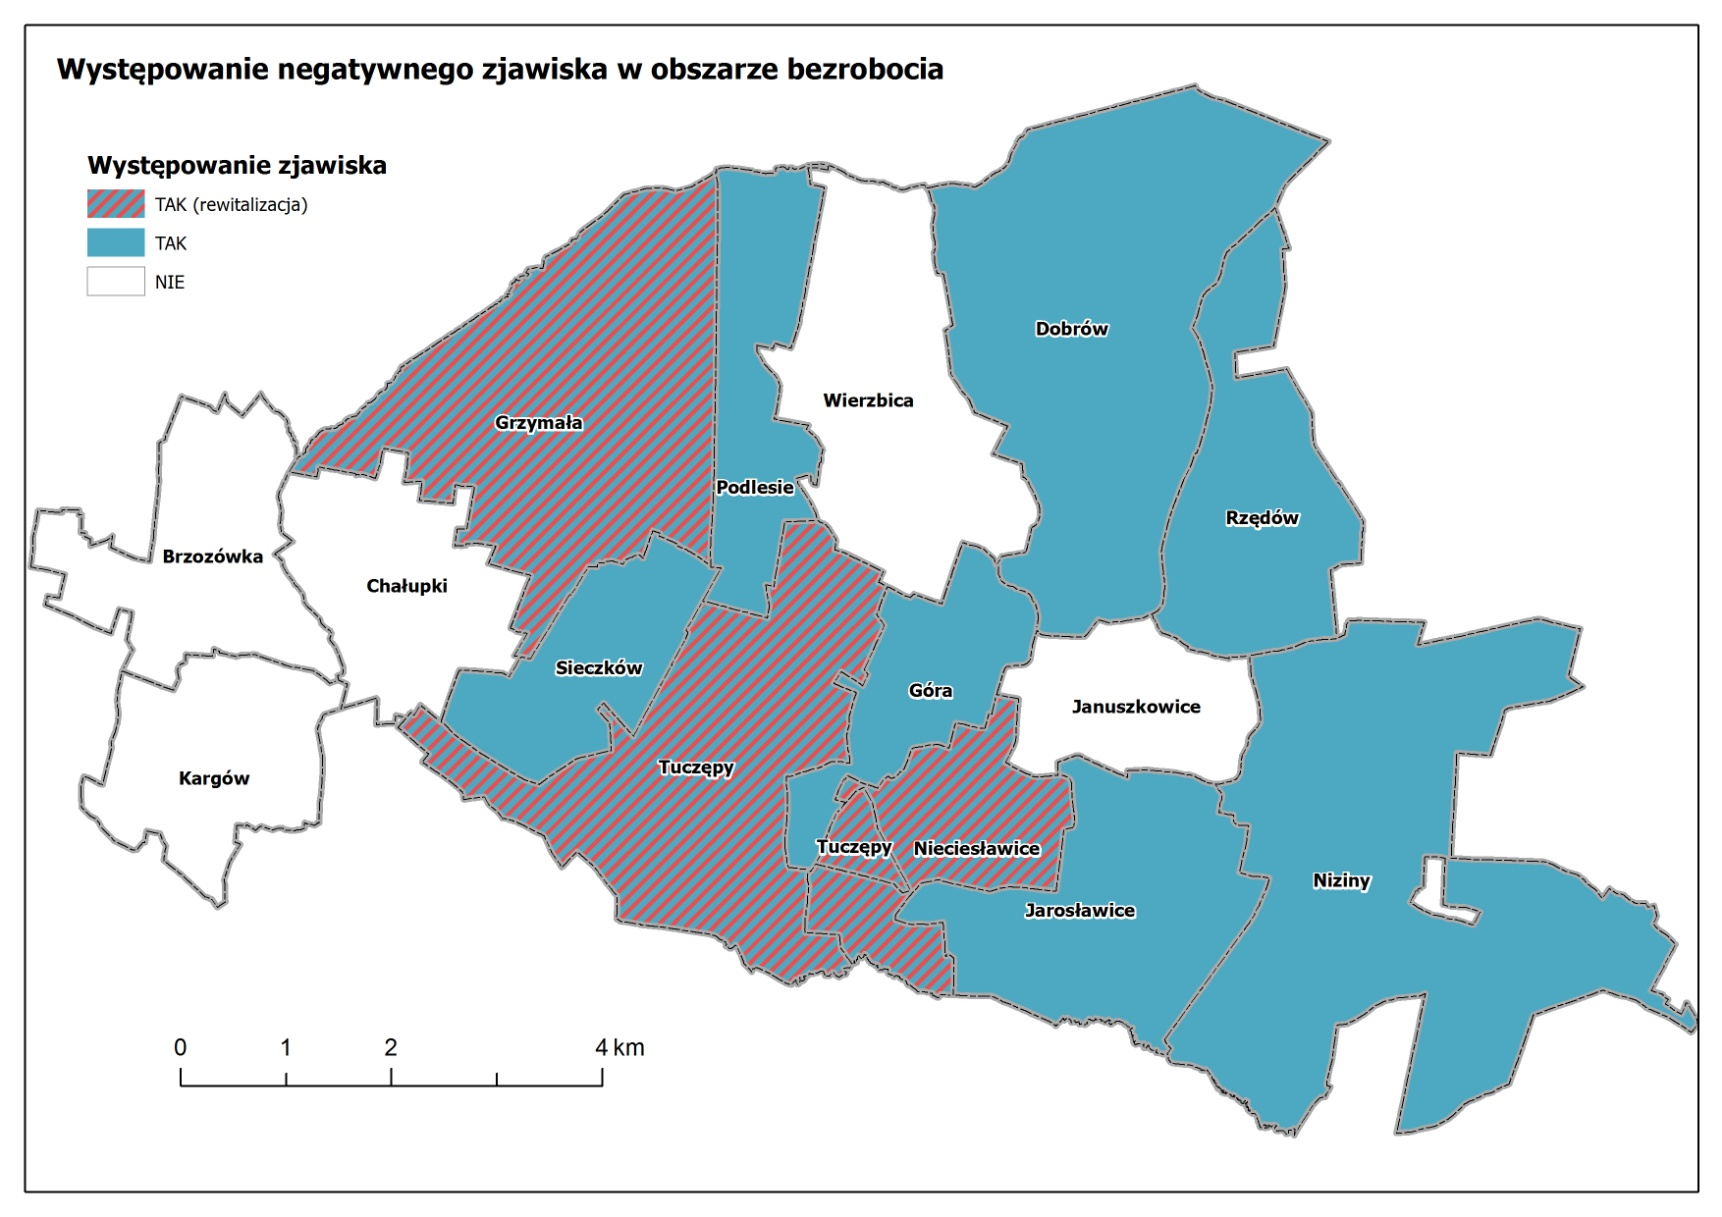 Występowanie negatywnego zjawiska w obszarze bezrobocia
Występowanie zjawiska
TAK (rewitalizacja)
TAK
NIE
Dobrów
Wierzbica
Grzymała
Podlesie
Rzędów
Brzozówka
Chałupki
Sieczków
Góra
Januszkowice
Tuczępy
Kargów
Tuczępy
Nieciesławice
Niziny
Jarosławice
0 1 2 4 km